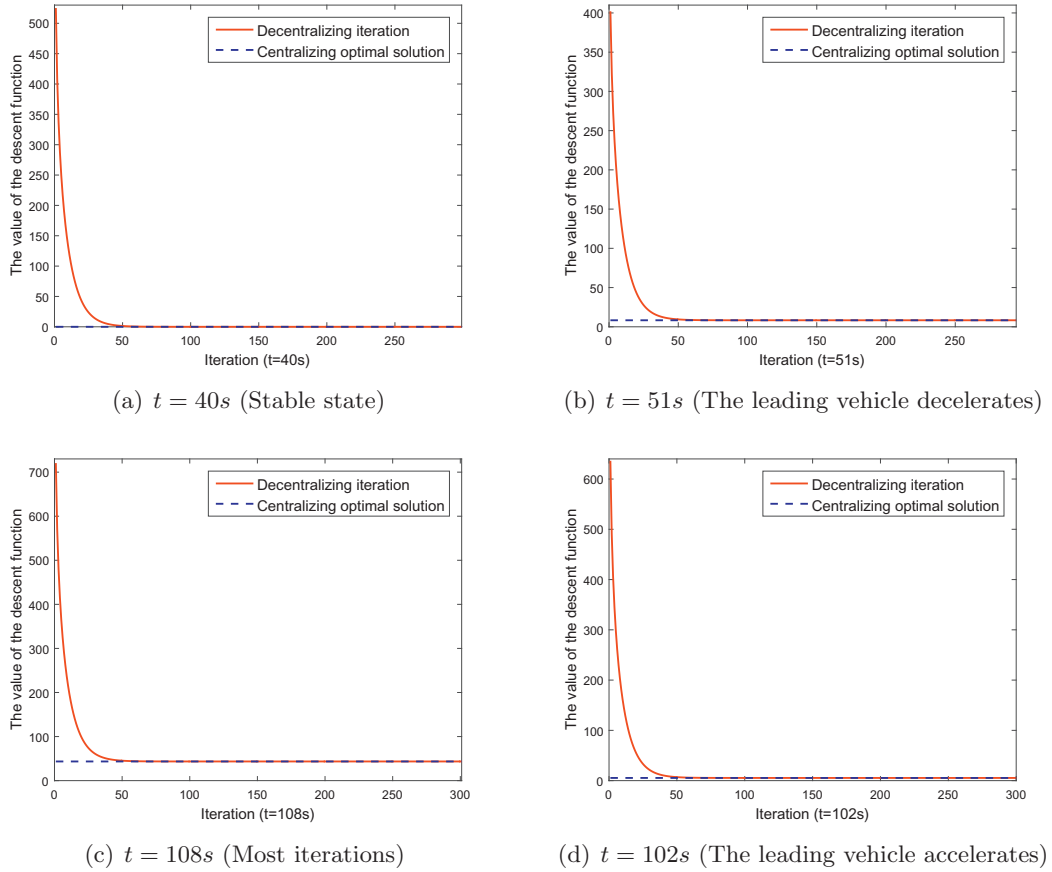 Decentralizing iteration
Centralizing optimal solution
The value of the descent function
500
450
400
350
300
250
200
150
100
50
0
0 50 100 150 200 250
Iteration (t=40s)
(a) t = 40s (Stable state)
Decentralizing iteration
Centralizing optimal solution
The value of the descent function
400
350
300
250
200
150
100
50
0
0 50 100 150 200 250
Iteration (t=51s)
(b) t = 51s (The leading vehicle decelerates)
Decentralizing iteration
Centralizing optimal solution
The value of the descent function
700
600
500
400
300
200
100
0
0 50 100 150 200 250 300
Iteration (t=108s)
(c) t = 108s (Most iterations)
Decentralizing iteration
Centralizing optimal solution
The value of the descent function
600
500
400
300
200
100
0
0 50 100 150 200 250 300
Iteration (t=102s)
(d) t = 102s (The leading vehicle accelerates)